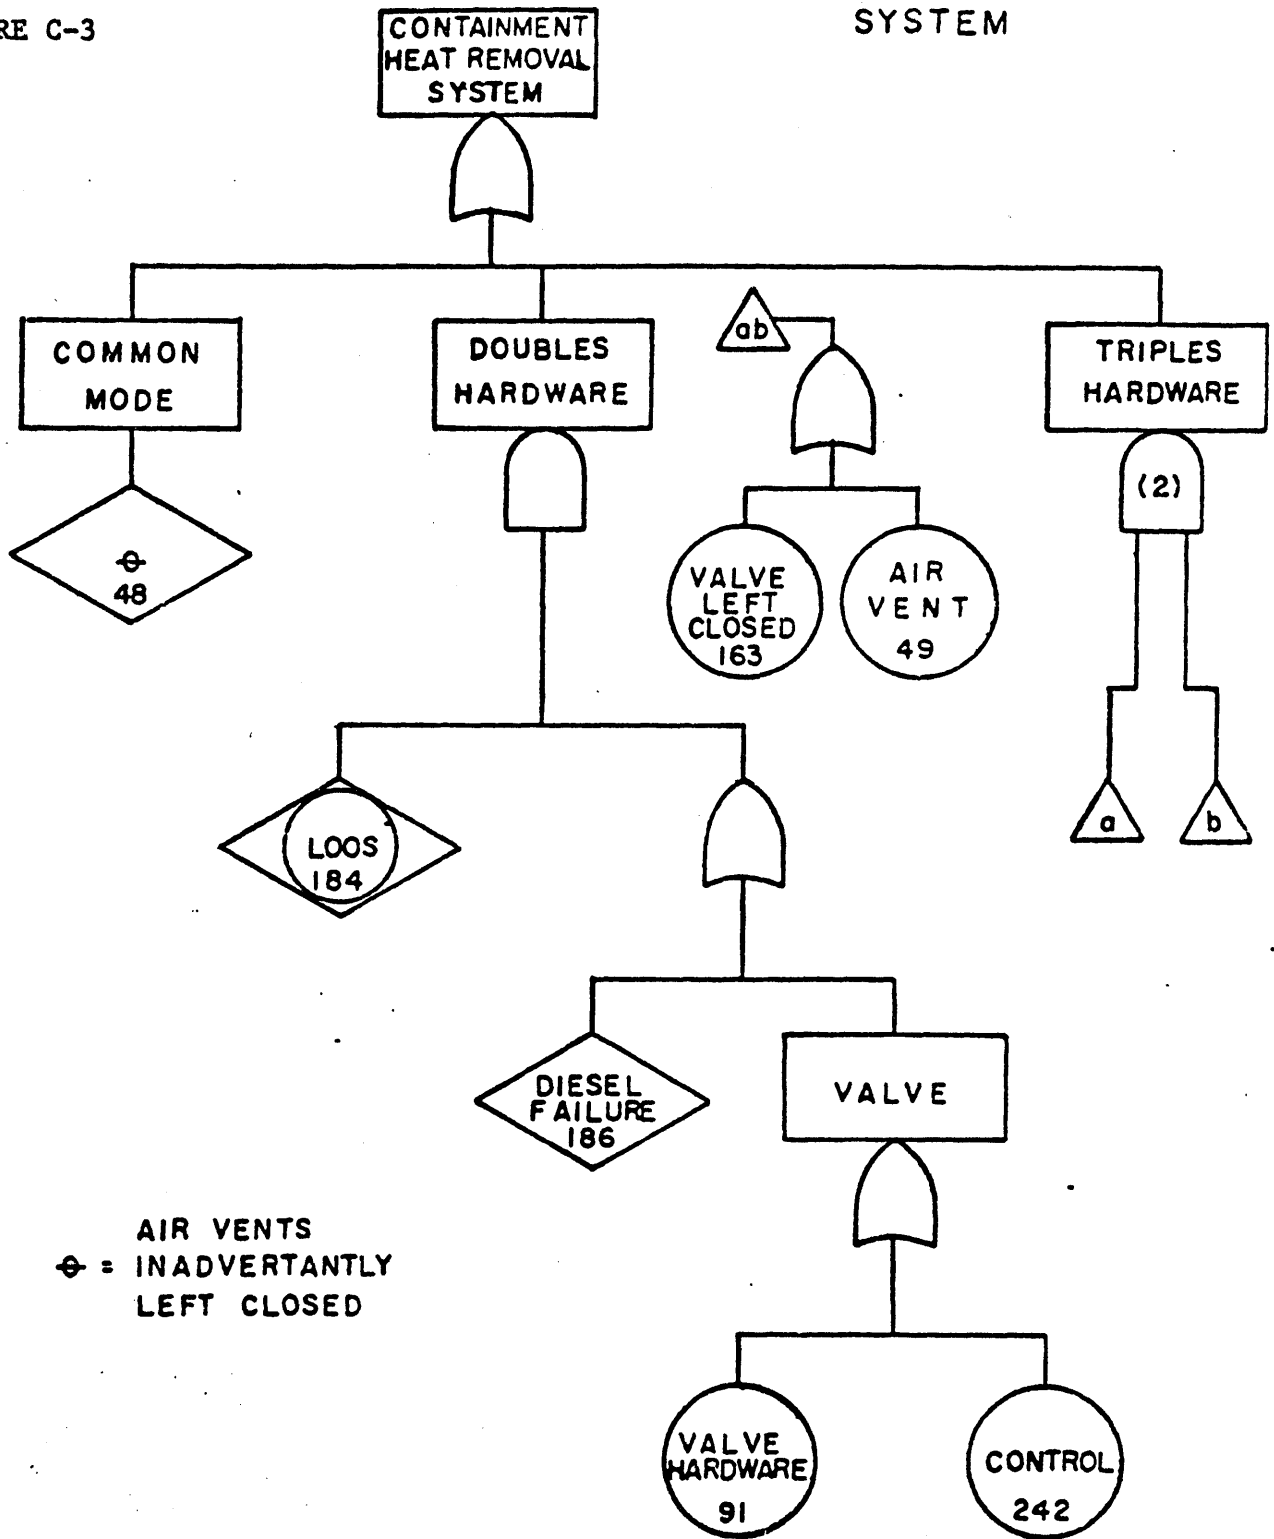 RE C-3
SYSTEM
CONTAINMENT
HEAT REMOVAL
SYSTEM
COMMON
MODE
DOUBLES
HARDWARE
ab
TRIPLES
HARDWARE
(2)
ϴ
48
VALVE
LEFT
CLOSED
163
AIR
VENT
49
LOOS
184
a
b
DIESEL
FAILURE
186
VALVE
AIR VENTS
ϴ = INADVERTANTLY
LEFT CLOSED
VALVE
HARDWARE
91
CONTROL
242